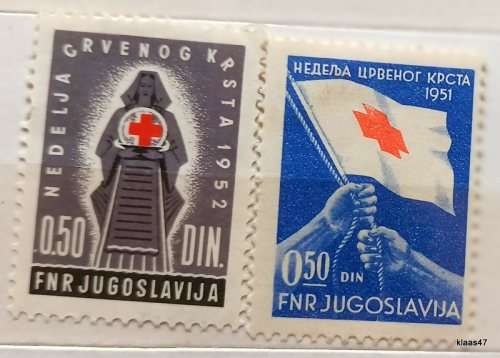 NEDELJA CRVENOG KRSTA 1952
0.50 DIN.
FNR JUGOSLAVIJA
НЕДЕЉА ЦРВЕНОГ КРСТА
1951
0.50 DIN
FNR JUGOSLAVIJA
klaas47